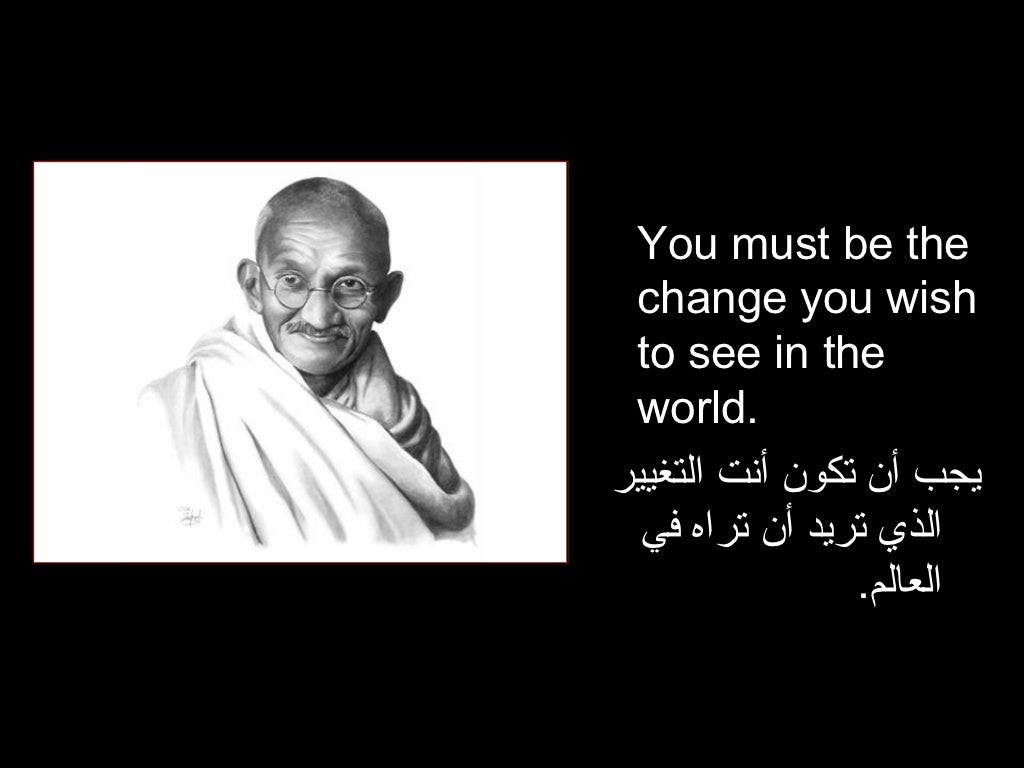 You must be the
change you wish
to see in the
world.
يجب أن تكون أنت التغيير
الذي تريد أن تراه في
العالم.